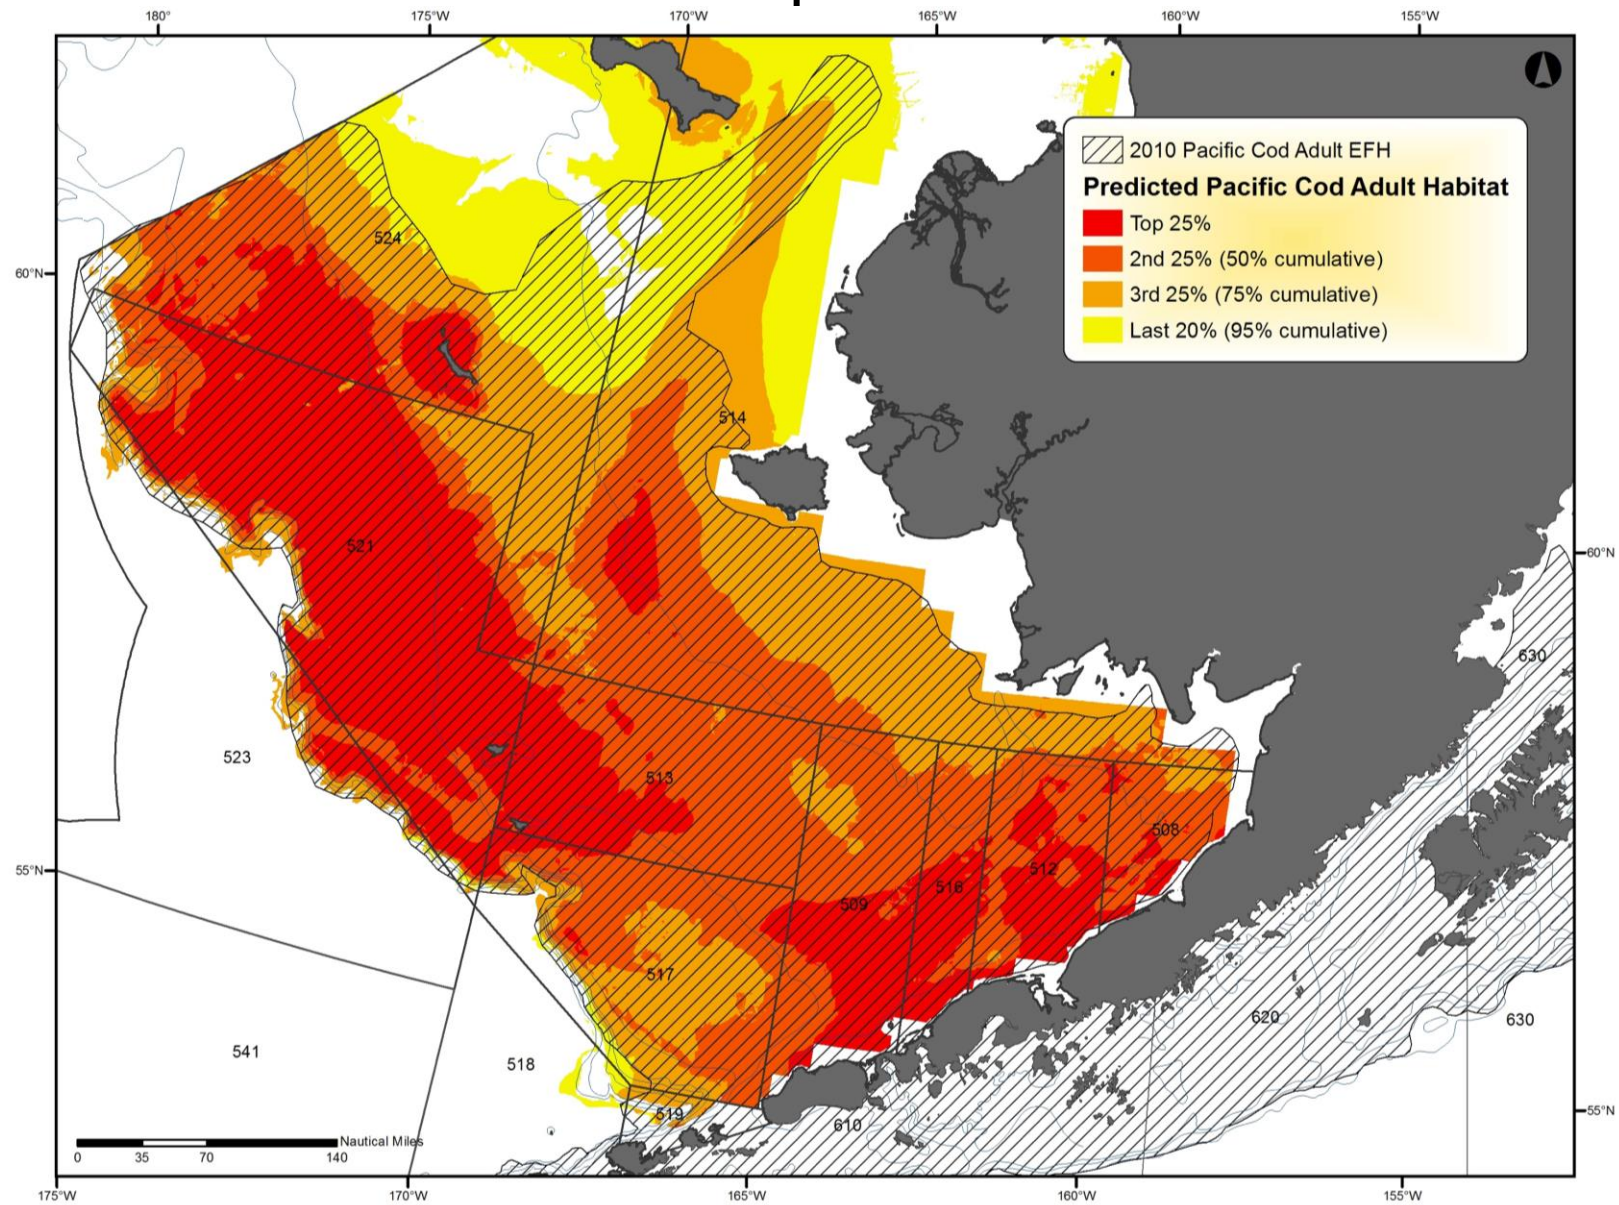 180° 175°W 170°W 165°W 160°W 155°W
2010 Pacific Cod Adult EFH
Predicted Pacific Cod Adult Habitat
Top 25%
2nd 25% (50% cumulative)
3rd 25% (75% cumulative)
Last 20% (95% cumulative)
524
60°N
514
521
60°N
630
523
513
508
55°N
512
516
509
517
620
630
541
518
519
610
55°N
Nautical Miles
0 35 70 140
175°W 170°W 165°W 160°W 155°W